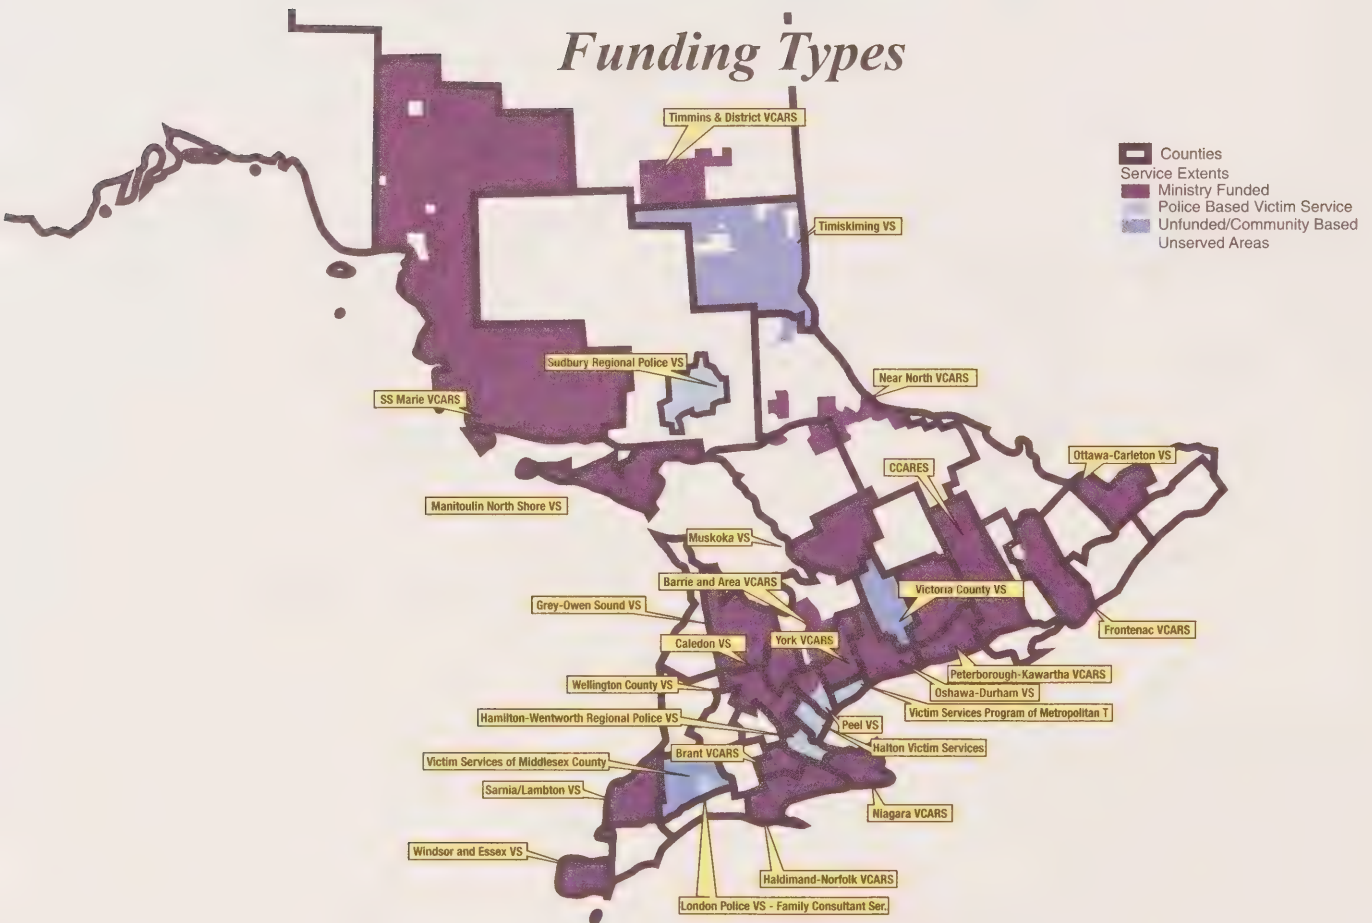 Funding Types
Timmins & District VCARS
Counties
Service Extents
Ministry Funded
Police Based Victim Service
Unfunded/Community Based
Unserved Areas
Timiskiming VS
Sudbury Regional Police VS
Near North VCARS
SS Marie VCARS
CCARES
Ottawa-Carleton VS
Manitoulin North Shore VS
Muskoka VS
Barrie and Area VCARS
Victoria County VS
Grey-Owen Sound VS
Frontenac VCARS
Caledon VS
York VCARS
Peterborough-Kawartha VCARS
Wellington County VS
Oshawa-Durham VS
Victim Services Program of Metropolitan T
Hamilton-Wentworth Regional Police VS
Peel VS
Halton Victim Services
Brant VCARS
Victim Services of Middlesex County
Sarnia/Lambton VS
Niagara VCARS
Windsor and Essex VS
Haldimand-Norfolk VCARS
London Police VS - Family Consultant Ser.